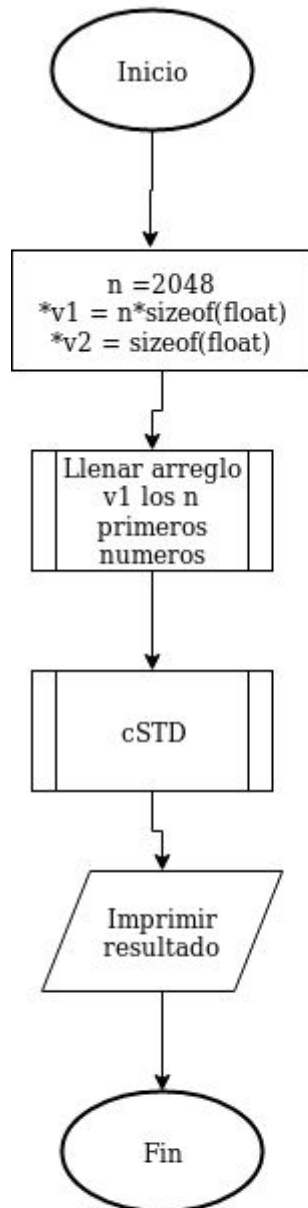 Inicio
n =2048
*v1 = n*sizeof(float)
*v2 = sizeof(float)
Llenar arreglo
v1 los n
primeros
numeros
cSTD
Imprimir
resultado
Fin